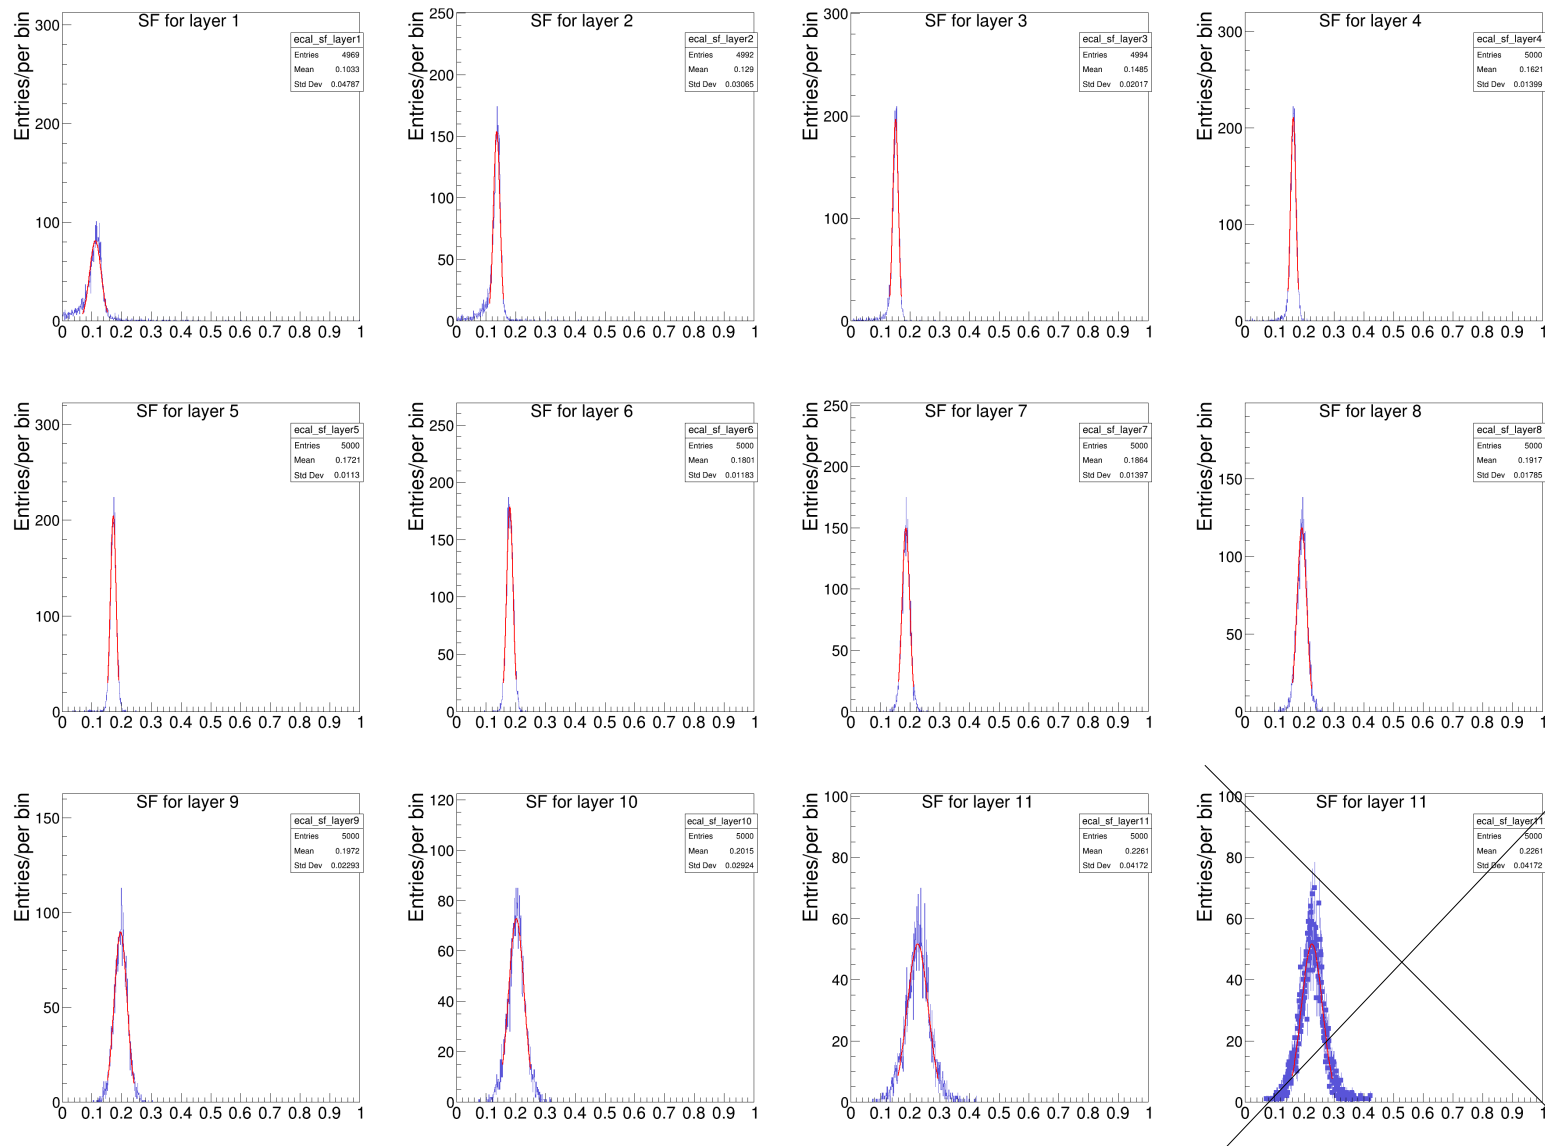 SF for layer 1
Entries/per bin
ecal_sf_layer1
Entries 4969
Mean 0.1033
Std Dev 0.04787
300
200
100
0
0 0.1 0.2 0.3 0.4 0.5 0.6 0.7 0.8 0.9 1
SF for layer 2
Entries/per bin
ecal_sf_layer2
Entries 4992
Mean 0.129
Std Dev 0.03065
250
200
150
100
50
0
0 0.1 0.2 0.3 0.4 0.5 0.6 0.7 0.8 0.9 1
SF for layer 3
Entries/per bin
ecal_sf_layer3
Entries 4994
Mean 0.1485
Std Dev 0.02017
300
200
100
0
0 0.1 0.2 0.3 0.4 0.5 0.6 0.7 0.8 0.9 1
SF for layer 4
Entries/per bin
ecal_sf_layer4
Entries 5000
Mean 0.1621
Std Dev 0.01399
300
200
100
0
0 0.1 0.2 0.3 0.4 0.5 0.6 0.7 0.8 0.9 1
SF for layer 5
Entries/per bin
ecal_sf_layer5
Entries 5000
Mean 0.1721
Std Dev 0.0113
300
200
100
0
0 0.1 0.2 0.3 0.4 0.5 0.6 0.7 0.8 0.9 1
SF for layer 6
Entries/per bin
ecal_sf_layer6
Entries 5000
Mean 0.1801
Std Dev 0.01183
250
200
150
100
50
0
0 0.1 0.2 0.3 0.4 0.5 0.6 0.7 0.8 0.9 1
SF for layer 7
Entries/per bin
ecal_sf_layer7
Entries 5000
Mean 0.1864
Std Dev 0.01397
250
200
150
100
50
0
0 0.1 0.2 0.3 0.4 0.5 0.6 0.7 0.8 0.9 1
SF for layer 8
Entries/per bin
ecal_sf_layer8
Entries 5000
Mean 0.1917
Std Dev 0.01785
150
100
50
0
0 0.1 0.2 0.3 0.4 0.5 0.6 0.7 0.8 0.9 1
SF for layer 9
Entries/per bin
ecal_sf_layer9
Entries 5000
Mean 0.1972
Std Dev 0.02293
150
100
50
0
0 0.1 0.2 0.3 0.4 0.5 0.6 0.7 0.8 0.9 1
SF for layer 10
Entries/per bin
ecal_sf_layer10
Entries 5000
Mean 0.2015
Std Dev 0.02924
120
100
80
60
40
20
0
0 0.1 0.2 0.3 0.4 0.5 0.6 0.7 0.8 0.9 1
SF for layer 11
Entries/per bin
ecal_sf_layer11
Entries 5000
Mean 0.2261
Std Dev 0.04172
100
80
60
40
20
0
0 0.1 0.2 0.3 0.4 0.5 0.6 0.7 0.8 0.9 1
SF for layer 11
Entries/per bin
ecal_sf_layer11
Entries 5000
Mean 0.2261
Std Dev 0.04172
100
80
60
40
20
0
0 0.1 0.2 0.3 0.4 0.5 0.6 0.7 0.8 0.9 1